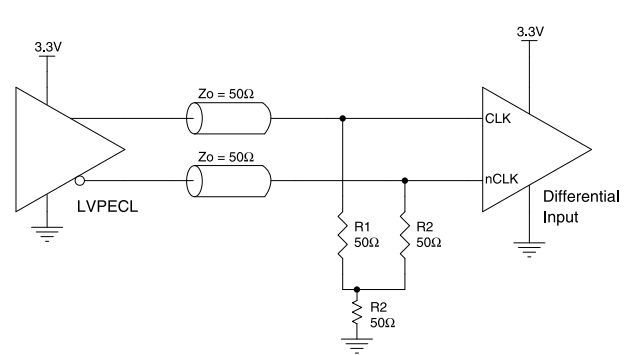 3.3V
3.3V
Zo = 50Ω
CLK
Zo = 50Ω
nCLK
LVPECL
Differential
Input
R1
50Ω
R2
50Ω
R2
50Ω